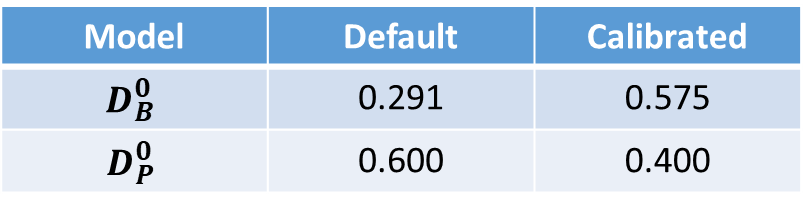 Model Default Calibrated
D_B^0 0.291 0.575
D_P^0 0.600 0.400